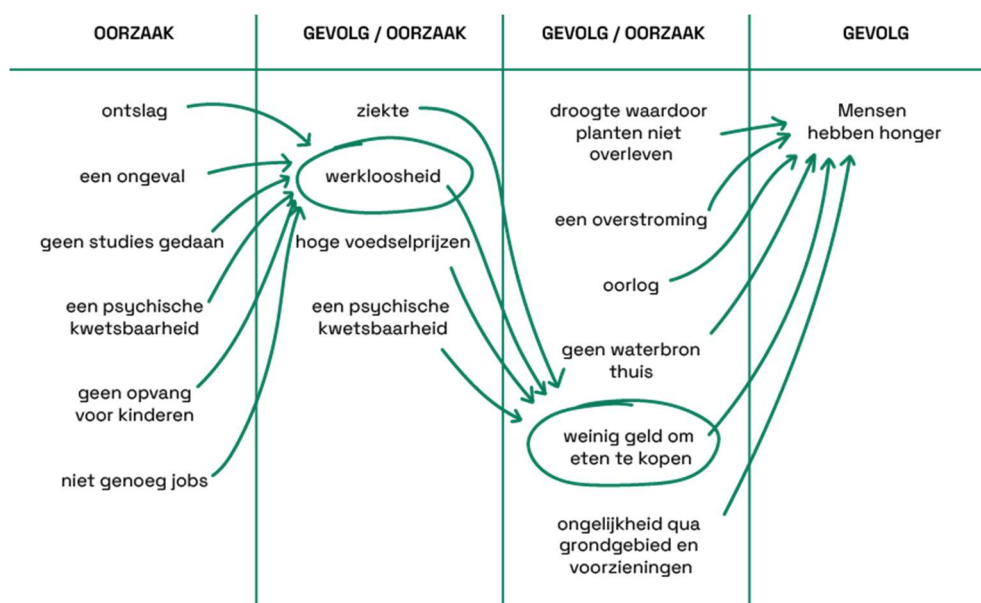 OORZAAK
GEVOLG / OORZAAK
GEVOLG / OORZAAK
GEVOLG
ontslag
een ongeval
geen studies gedaan
een psychische
kwetsbaarheid
geen opvang
voor kinderen
niet genoeg jobs
ziekte
werkloosheid
hoge voedselprijzen
een psychische
kwetsbaarheid
droogte waardoor
planten niet
overleven
een overstroming
oorlog
geen waterbron
thuis
weinig geld om
eten te kopen
ongelijkheid qua
grondgebied en
voorzieningen
Mensen
hebben honger